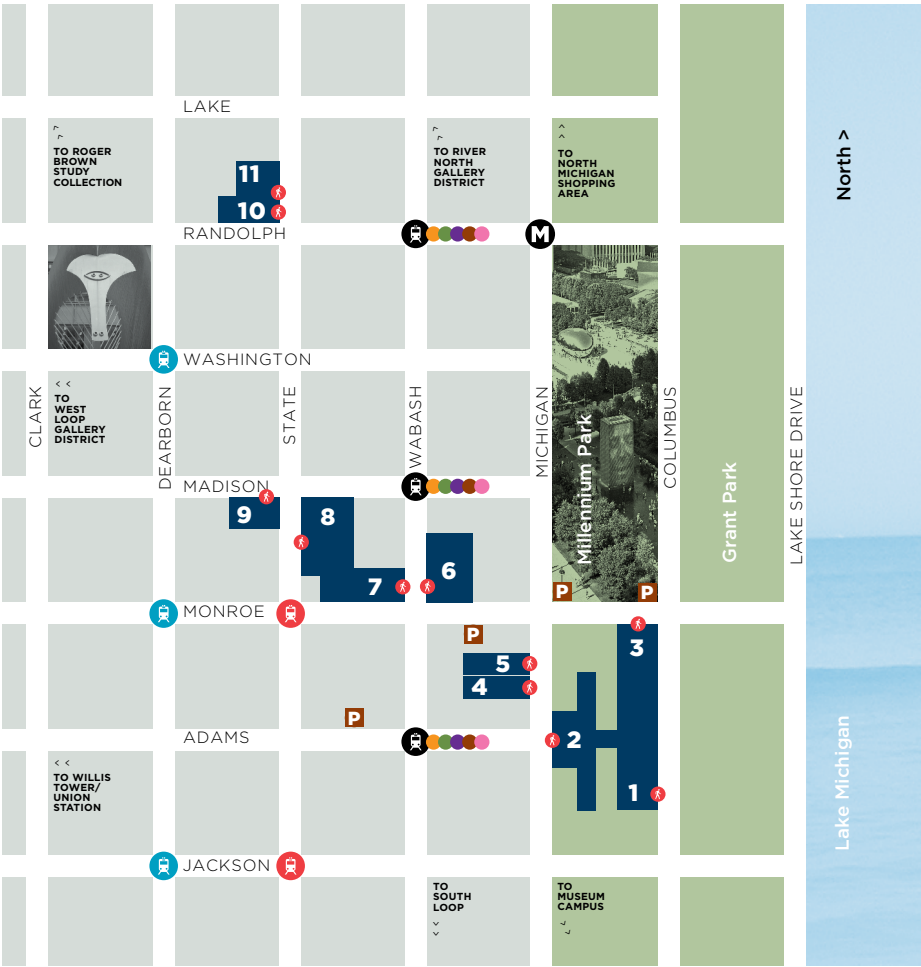 LAKE
TO ROGER
BROWN
STUDY
COLLECTION
11
10
TO RIVER
NORTH
GALLERY
DISTRICT
TO
NORTH
MICHIGAN
SHOPPING
AREA
North >
RANDOLPH
M
WASHINGTON
CLARK
TO
WEST
LOOP
GALLERY
DISTRICT
DEARBORN
STATE
WABASH
MICHIGAN
Millennium Park
COLUMBUS
Grant Park
LAKE SHORE DRIVE
MADISON
9
8
7
6
P
P
MONROE
P
5
4
3
P
ADAMS
2
1
TO WILLIS
TOWER/
UNION
STATION
Lake Michigan
JACKSON
TO
SOUTH
LOOP
TO
MUSEUM
CAMPUS